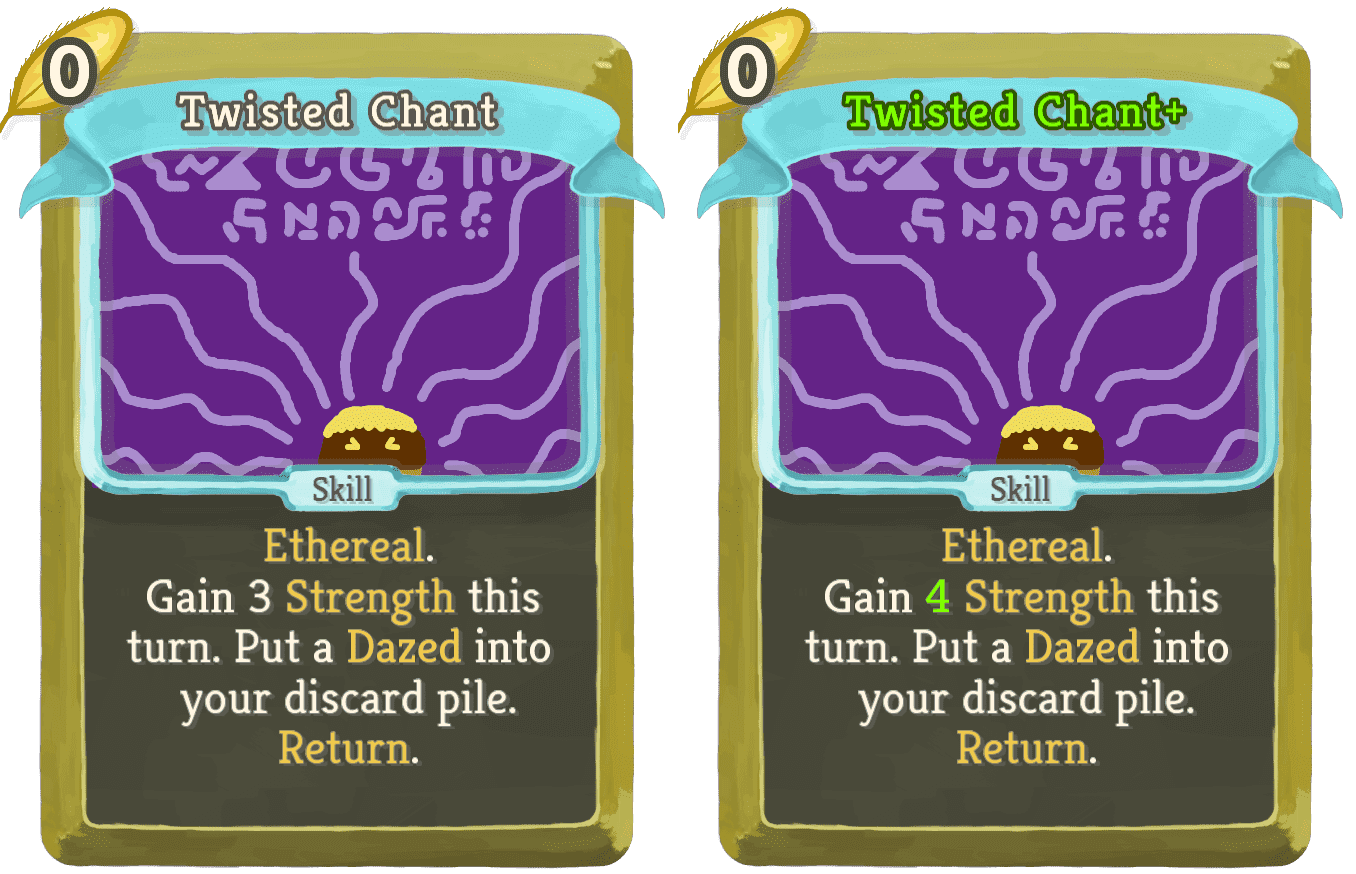 0
Twisted Chant
Skill
Ethereal.
Gain 3 Strength this
turn. Put a Dazed into
your discard pile.
Return.
0
Twisted Chant+
Skill
Ethereal.
Gain 4 Strength this
turn. Put a Dazed into
your discard pile.
Return.